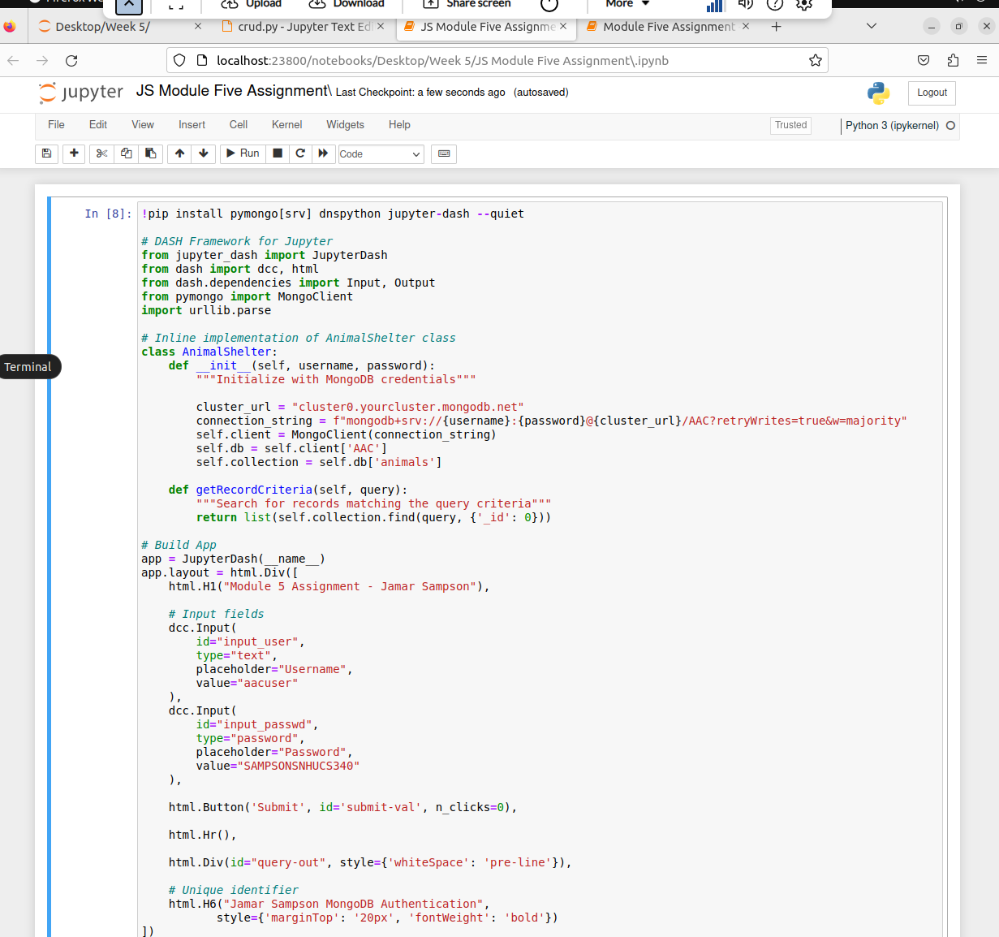 Upload Download Share screen More
Desktop/Week 5/ crud.py - Jupyter Text Edi JS Module Five Assignme Module Five Assignment
localhost:23800/notebooks/Desktop/Week 5/JS Module Five Assignment\.ipynb
jupyter JS Module Five Assignment\ Last Checkpoint: a few seconds ago (autosaved) Logout
File Edit View Insert Cell Kernel Widgets Help Trusted Python 3 (ipykernel)
Run Code
Terminal
In [8]: !pip install pymongo[srv] dnspython jupyter-dash --quiet
# DASH Framework for Jupyter
from jupyter_dash import JupyterDash
from dash import dcc, html
from dash.dependencies import Input, Output
from pymongo import MongoClient
import urllib.parse
# Inline implementation of AnimalShelter class
class AnimalShelter:
    def __init__(self, username, password):
        """Initialize with MongoDB credentials"""
        cluster_url = "cluster0.yourcluster.mongodb.net"
        connection_string = f"mongodb+srv://{username}:{password}@{cluster_url}/AAC?retryWrites=true&w=majority"
        self.client = MongoClient(connection_string)
        self.db = self.client['AAC']
        self.collection = self.db['animals']
    def getRecordCriteria(self, query):
        """Search for records matching the query criteria"""
        return list(self.collection.find(query, {'_id': 0}))
# Build App
app = JupyterDash(__name__)
app.layout = html.Div([
    html.H1("Module 5 Assignment - Jamar Sampson"),
    # Input fields
    dcc.Input(
        id="input_user",
        type="text",
        placeholder="Username",
        value="aacuser"
    ),
    dcc.Input(
        id="input_passwd",
        type="password",
        placeholder="Password",
        value="SAMPSONSNHUCS340"
    ),
    html.Button('Submit', id='submit-val', n_clicks=0),
    html.Hr(),
    html.Div(id="query-out", style={'whiteSpace': 'pre-line'}),
    # Unique identifier
    html.H6("Jamar Sampson MongoDB Authentication",
           style={'marginTop': '20px', 'fontWeight': 'bold'})
])